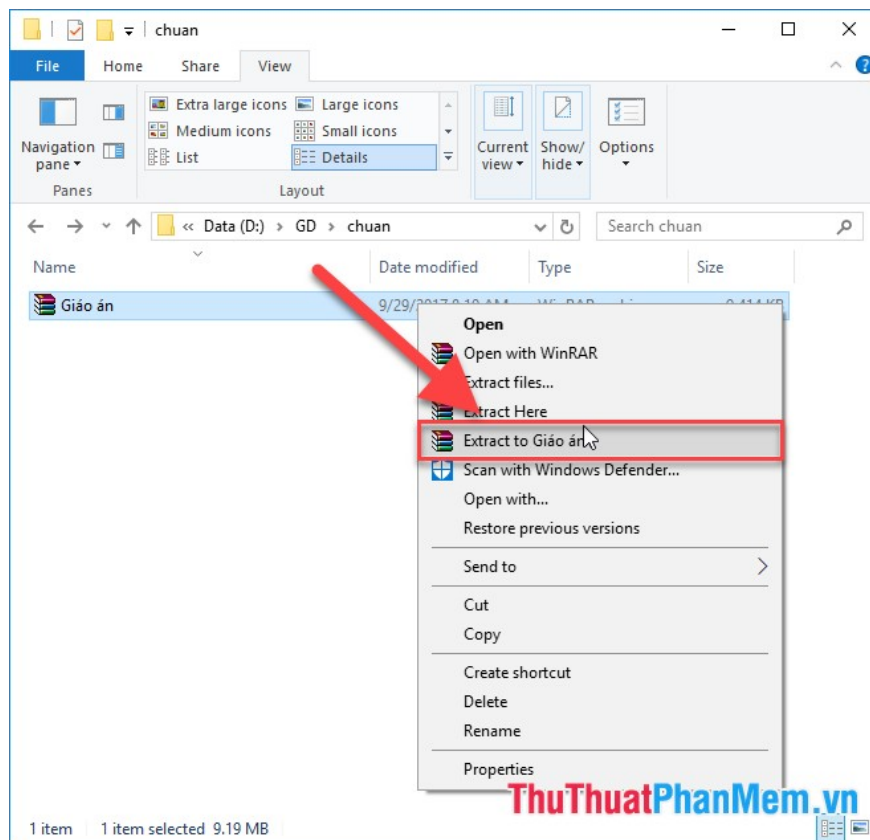 chuan
File Home Share View
Extra large icons Large icons
Medium icons Small icons
List Details
Navigation pane
Current view
Show/ hide
Options
Panes Layout
« Data (D:) › GD › chuan
Search chuan
Name Date modified Type Size
Giáo án
Open
Open with WinRAR
Extract files...
Extract Here
Extract to Giáo án\
Scan with Windows Defender...
Open with...
Restore previous versions
Send to
Cut
Copy
Create shortcut
Delete
Rename
Properties
ThuThuatPhanMem.vn
1 item 1 item selected 9.19 MB